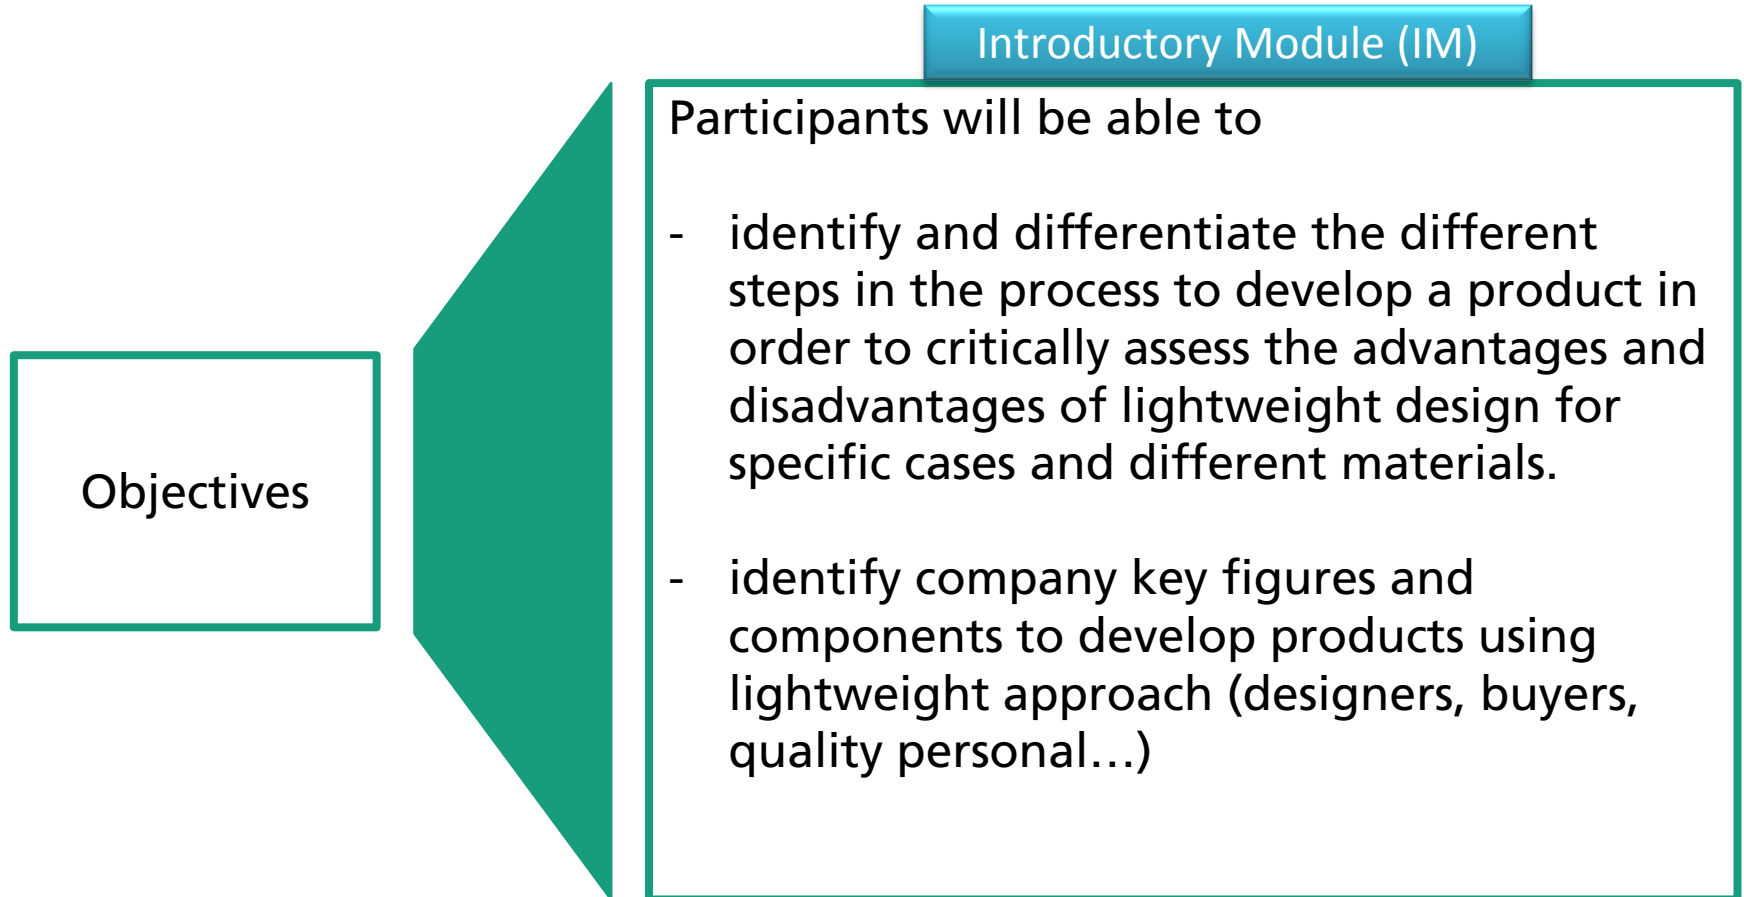 Introductory Module (IM)
Objectives
Participants will be able to
- identify and differentiate the different
steps in the process to develop a product in
order to critically assess the advantages and
disadvantages of lightweight design for
specific cases and different materials.
- identify company key figures and
components to develop products using
lightweight approach (designers, buyers,
quality personal…)